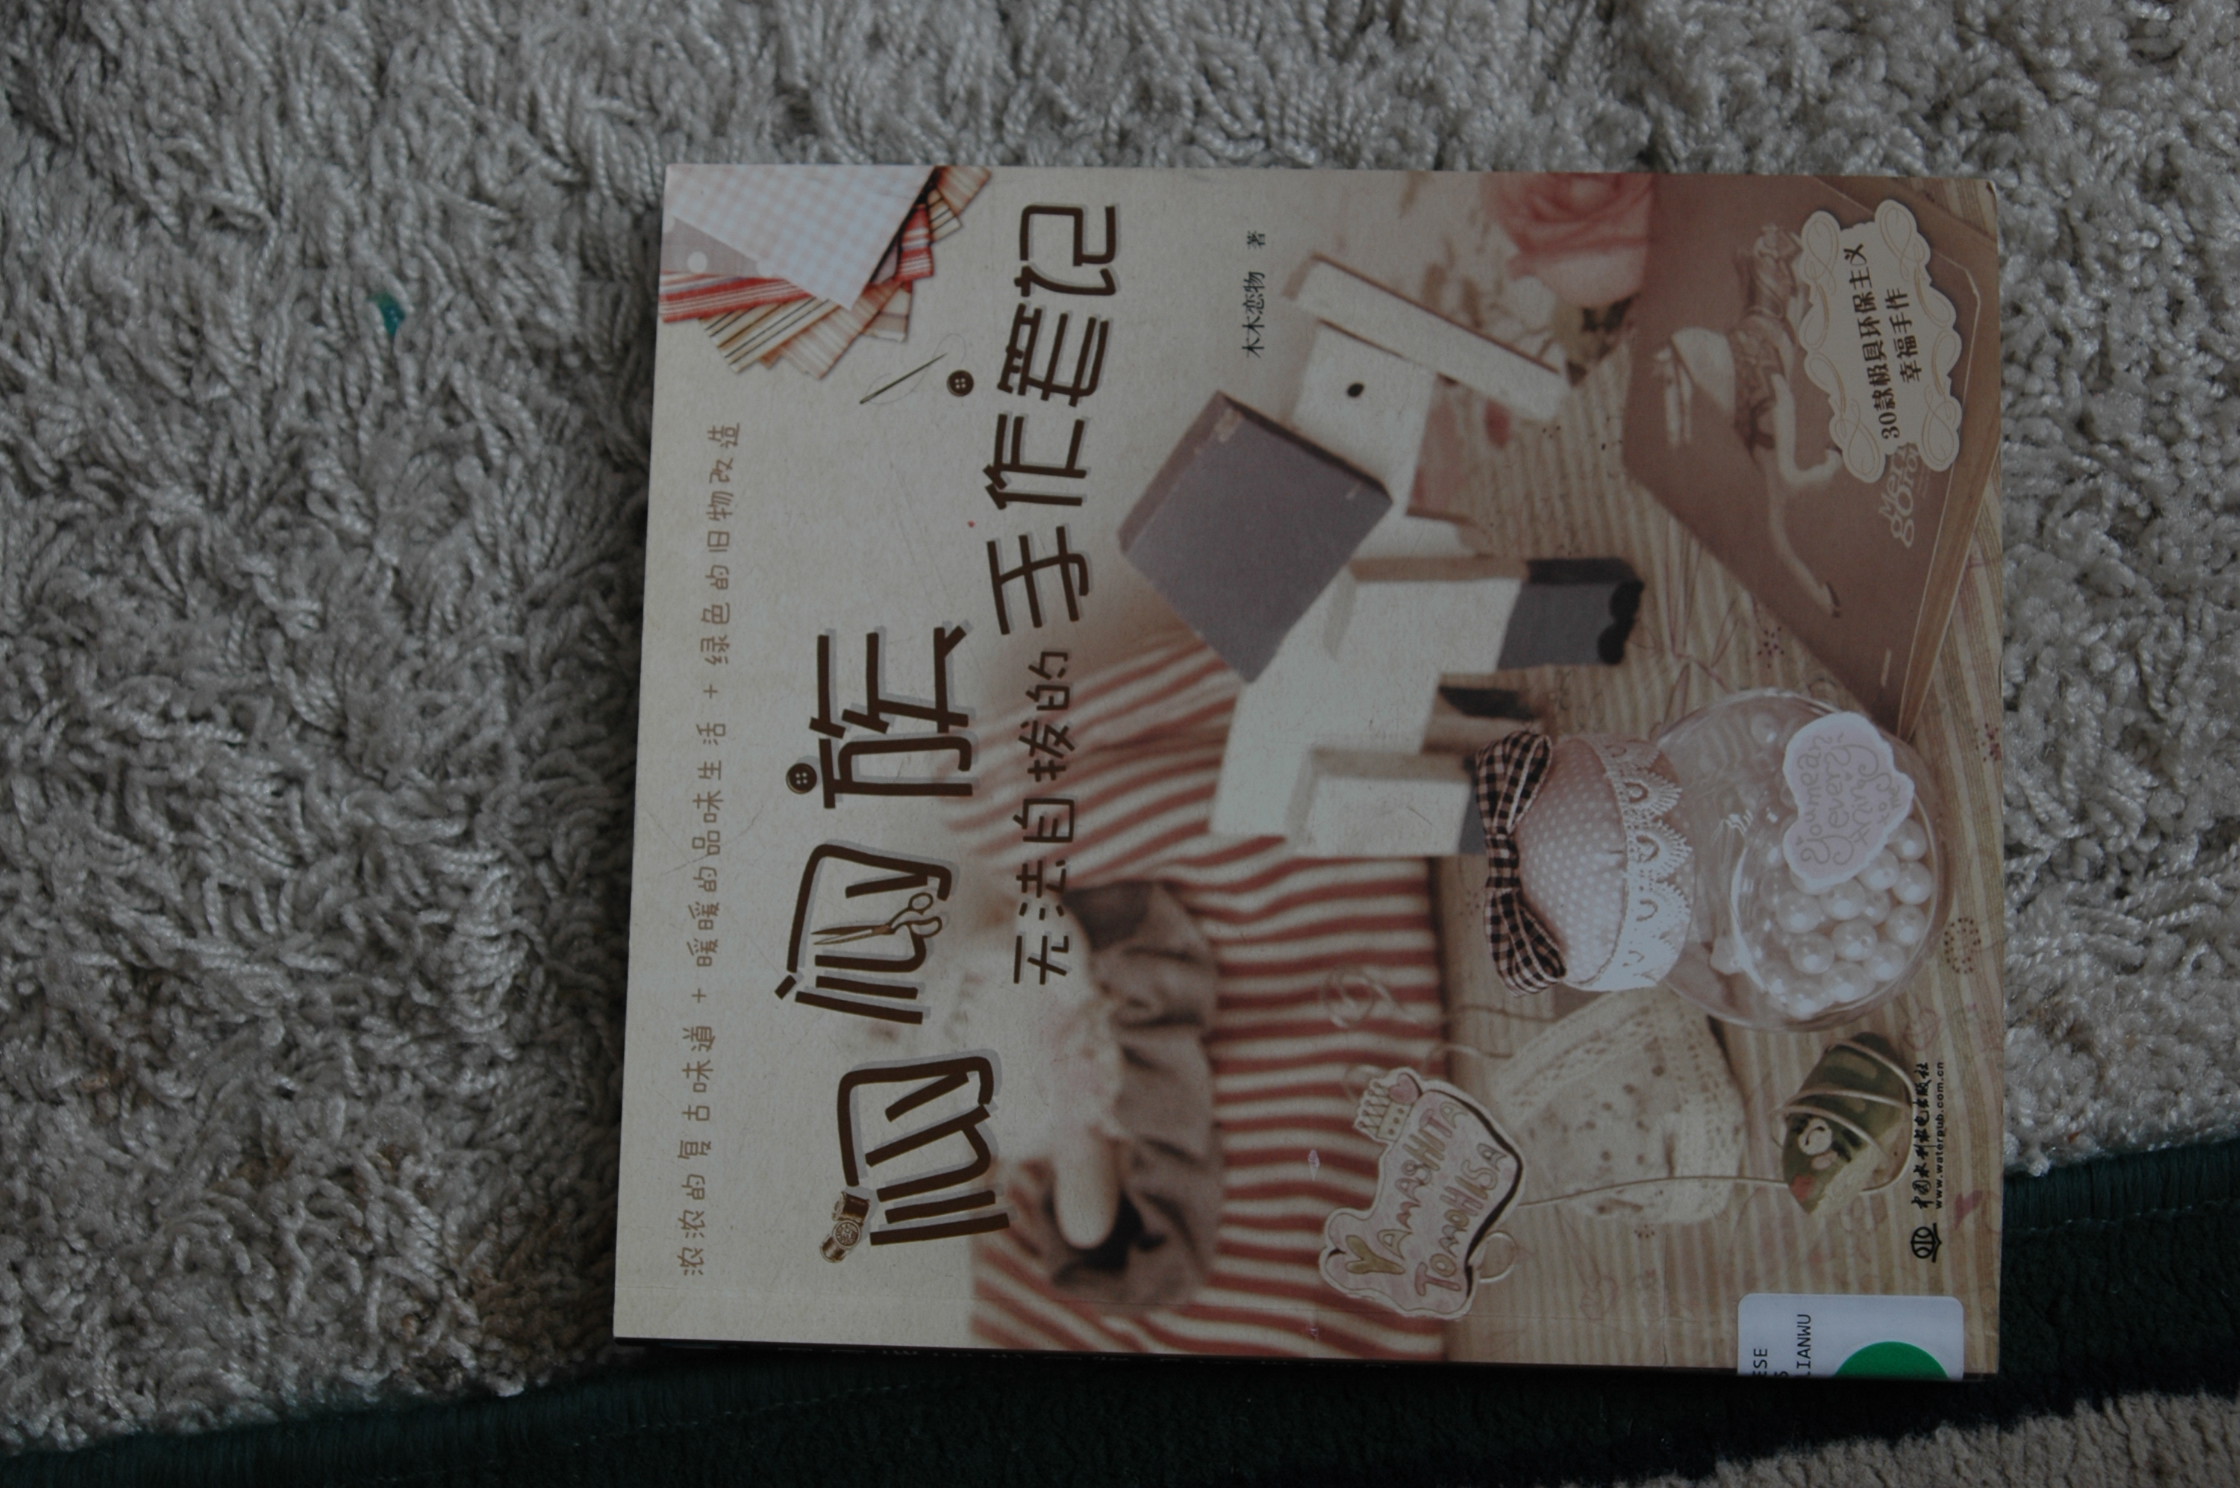 浓浓的复古味道 + 暖暖的品味生活 + 绿色的旧物改造
闷闷族
无法自拔的手作笔记
木木恋物 著
YAMASHITA
TOMOHISA
You mean
every
thing
to
30款极具环保主义
幸福手作
中国水利水电出版社
www.waterpub.com.cn
ESE
LIANWU